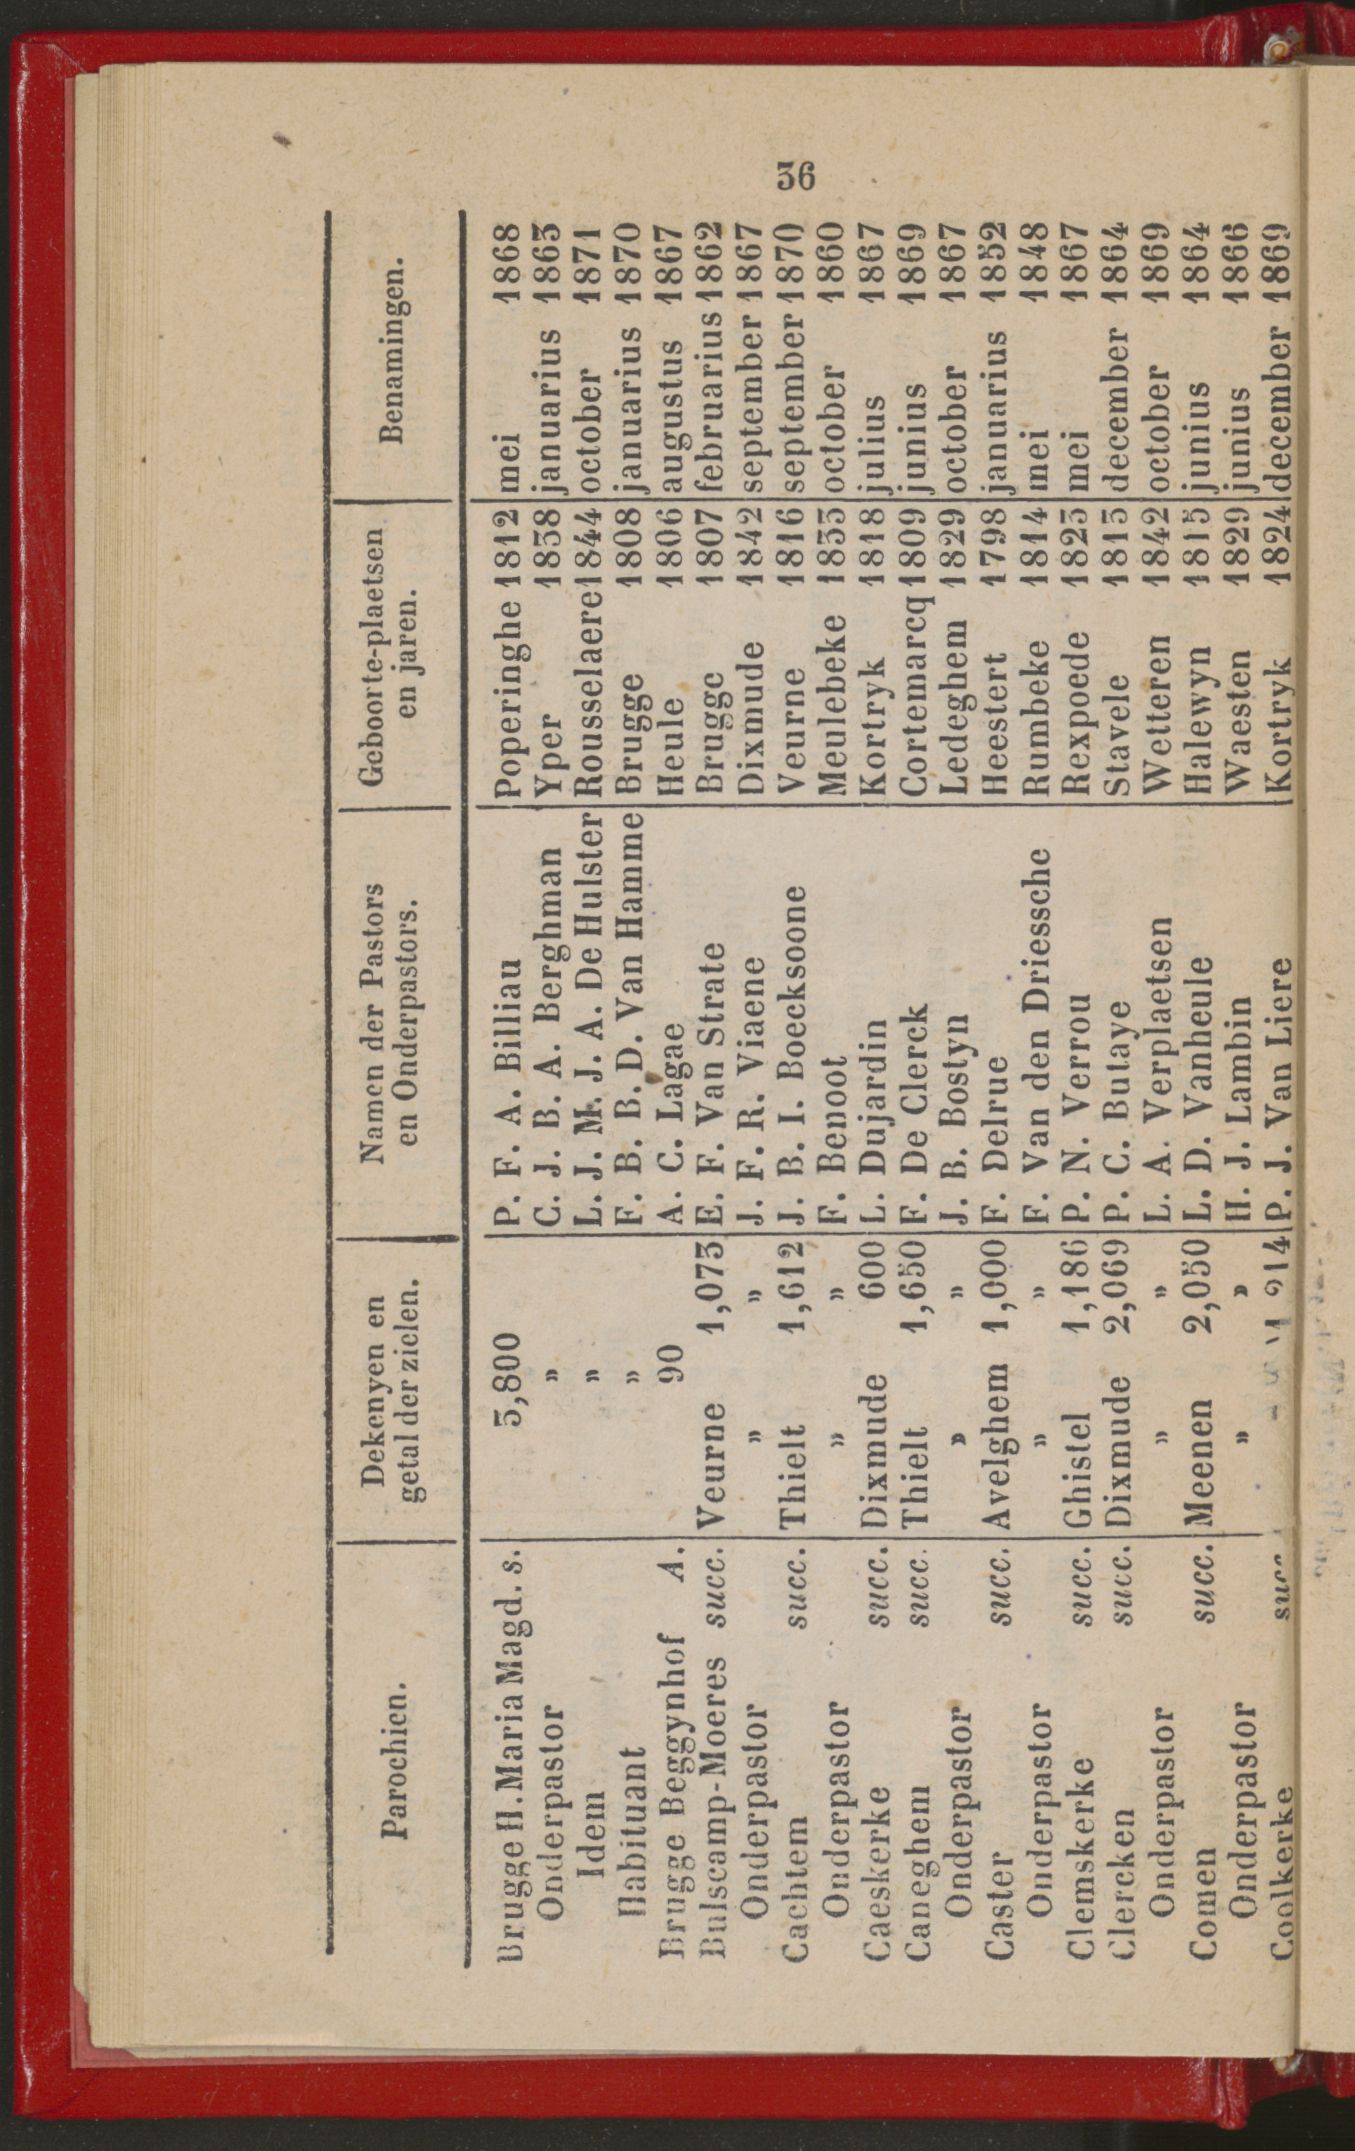 36
Parochien. Dekenyen en getal der zielen. Namen der Pastors en Onderpastors. Geboorte-plaetsen en jaren. Benamingen.
Brugge H. Maria Magd. s. 3,800 P. F. A. Billiau Poperinghe 1812 mei 1868
Onderpastor » C. J. B. A. Berghman Yper 1838 januarius 1863
Idem » L. J. M. J. A. De Hulster Rousselaere 1844 october 1871
Habituant » F. B. B. D. Van Hamme Brugge 1808 januarius 1870
Brugge Beggynhof A. 90 A. C. Lagae Heule 1806 augustus 1867
Bulscamp-Moeres succ. Veurne 1,073 E. F. Van Strate Brugge 1807 februarius 1862
Onderpastor » » J. F. R. Viaene Dixmude 1842 september 1867
Cachtem succ. Thielt 1,612 J. B. I. Boecksoone Veurne 1816 september 1870
Onderpastor » » F. Benoot Meulebeke 1833 october 1860
Caeskerke succ. Dixmude 600 L. Dujardin Kortryk 1818 julius 1867
Caneghem succ. Thielt 1,650 F. De Clerck Cortemarcq 1809 junius 1869
Onderpastor » » J. B. Bostyn Ledeghem 1829 october 1867
Caster succ. Avelghem 1,000 F. Delrue Heestert 1798 januarius 1852
Onderpastor » » F. Van den Driessche Rumbeke 1814 mei 1848
Clemskerke succ. Ghistel 1,186 P. N. Verrou Rexpoede 1823 mei 1867
Clercken succ. Dixmude 2,069 P. C. Butaye Stavele 1813 december 1864
Onderpastor » » L. A. Verplaetsen Wetteren 1842 october 1869
Comen succ. Meenen 2,050 L. D. Vanheule Halewyn 1815 junius 1864
Onderpastor » » H. J. Lambin Waesten 1829 junius 1866
Coolkerke succ P. J. Van Liere Kortryk 1824 december 1869